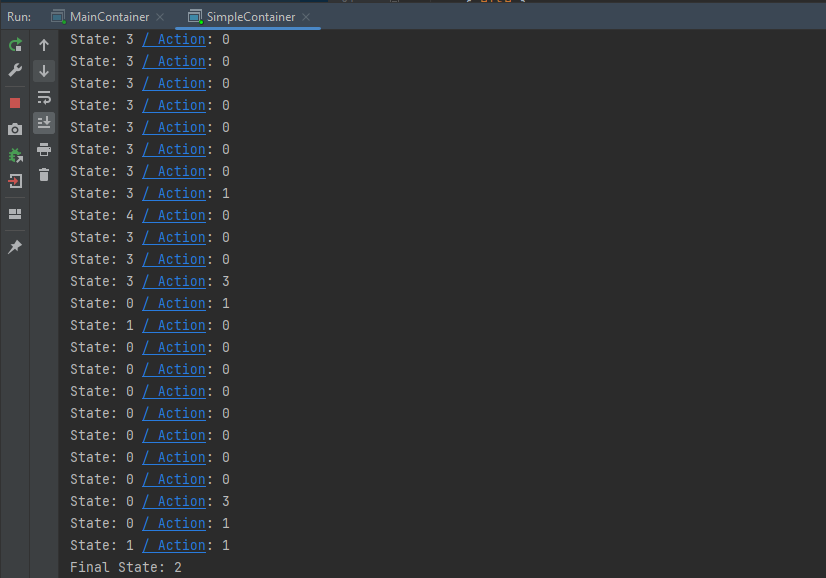 Run: MainContainer SimpleContainer
State: 3 / Action: 0
State: 3 / Action: 0
State: 3 / Action: 0
State: 3 / Action: 0
State: 3 / Action: 0
State: 3 / Action: 0
State: 3 / Action: 0
State: 3 / Action: 1
State: 4 / Action: 0
State: 3 / Action: 0
State: 3 / Action: 0
State: 3 / Action: 3
State: 0 / Action: 1
State: 1 / Action: 0
State: 0 / Action: 0
State: 0 / Action: 0
State: 0 / Action: 0
State: 0 / Action: 0
State: 0 / Action: 0
State: 0 / Action: 0
State: 0 / Action: 0
State: 0 / Action: 3
State: 0 / Action: 1
State: 1 / Action: 1
Final State: 2